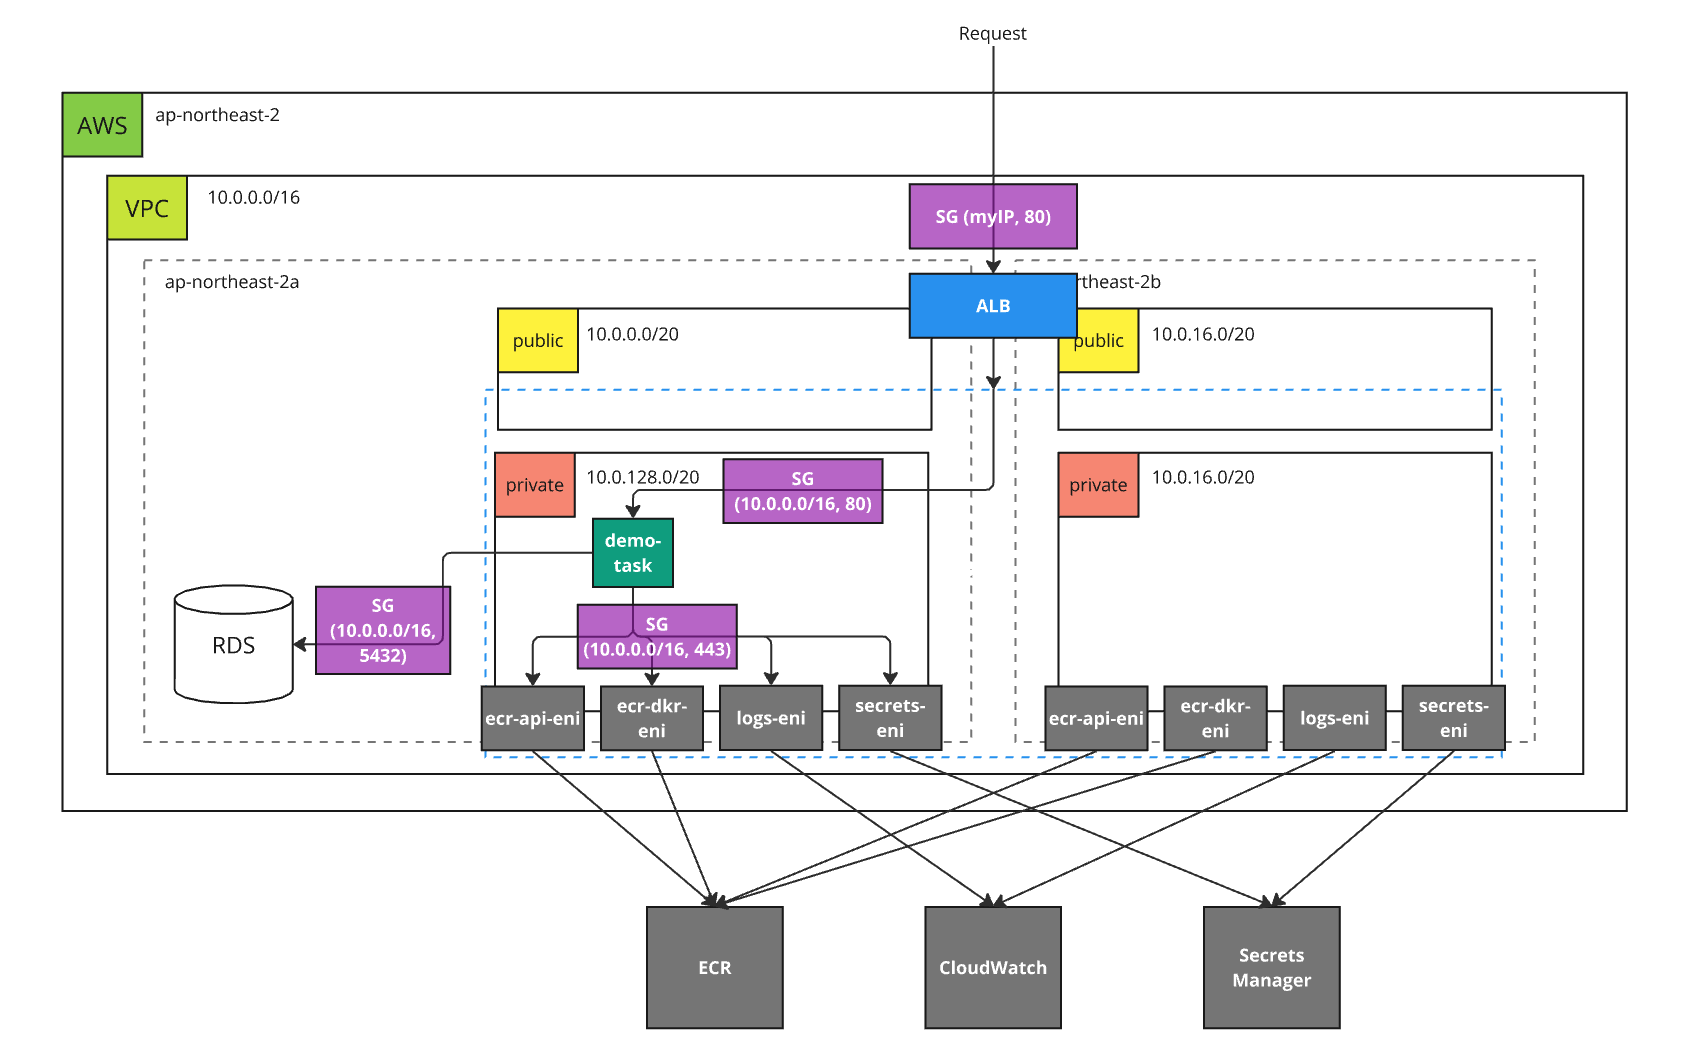 Request
AWS
ap-northeast-2
VPC
10.0.0.0/16
SG (myIP, 80)
ap-northeast-2a
rtheast-2b
ALB
public
10.0.0.0/20
public
10.0.16.0/20
private
10.0.128.0/20
SG
(10.0.0.0/16, 80)
private
10.0.16.0/20
demo-
task
RDS
SG
(10.0.0.0/16,
5432)
SG
(10.0.0.0/16, 443)
ecr-api-eni
ecr-dkr-
eni
logs-eni
secrets-
eni
ecr-api-eni
ecr-dkr-
eni
logs-eni
secrets-
eni
ECR
CloudWatch
Secrets
Manager